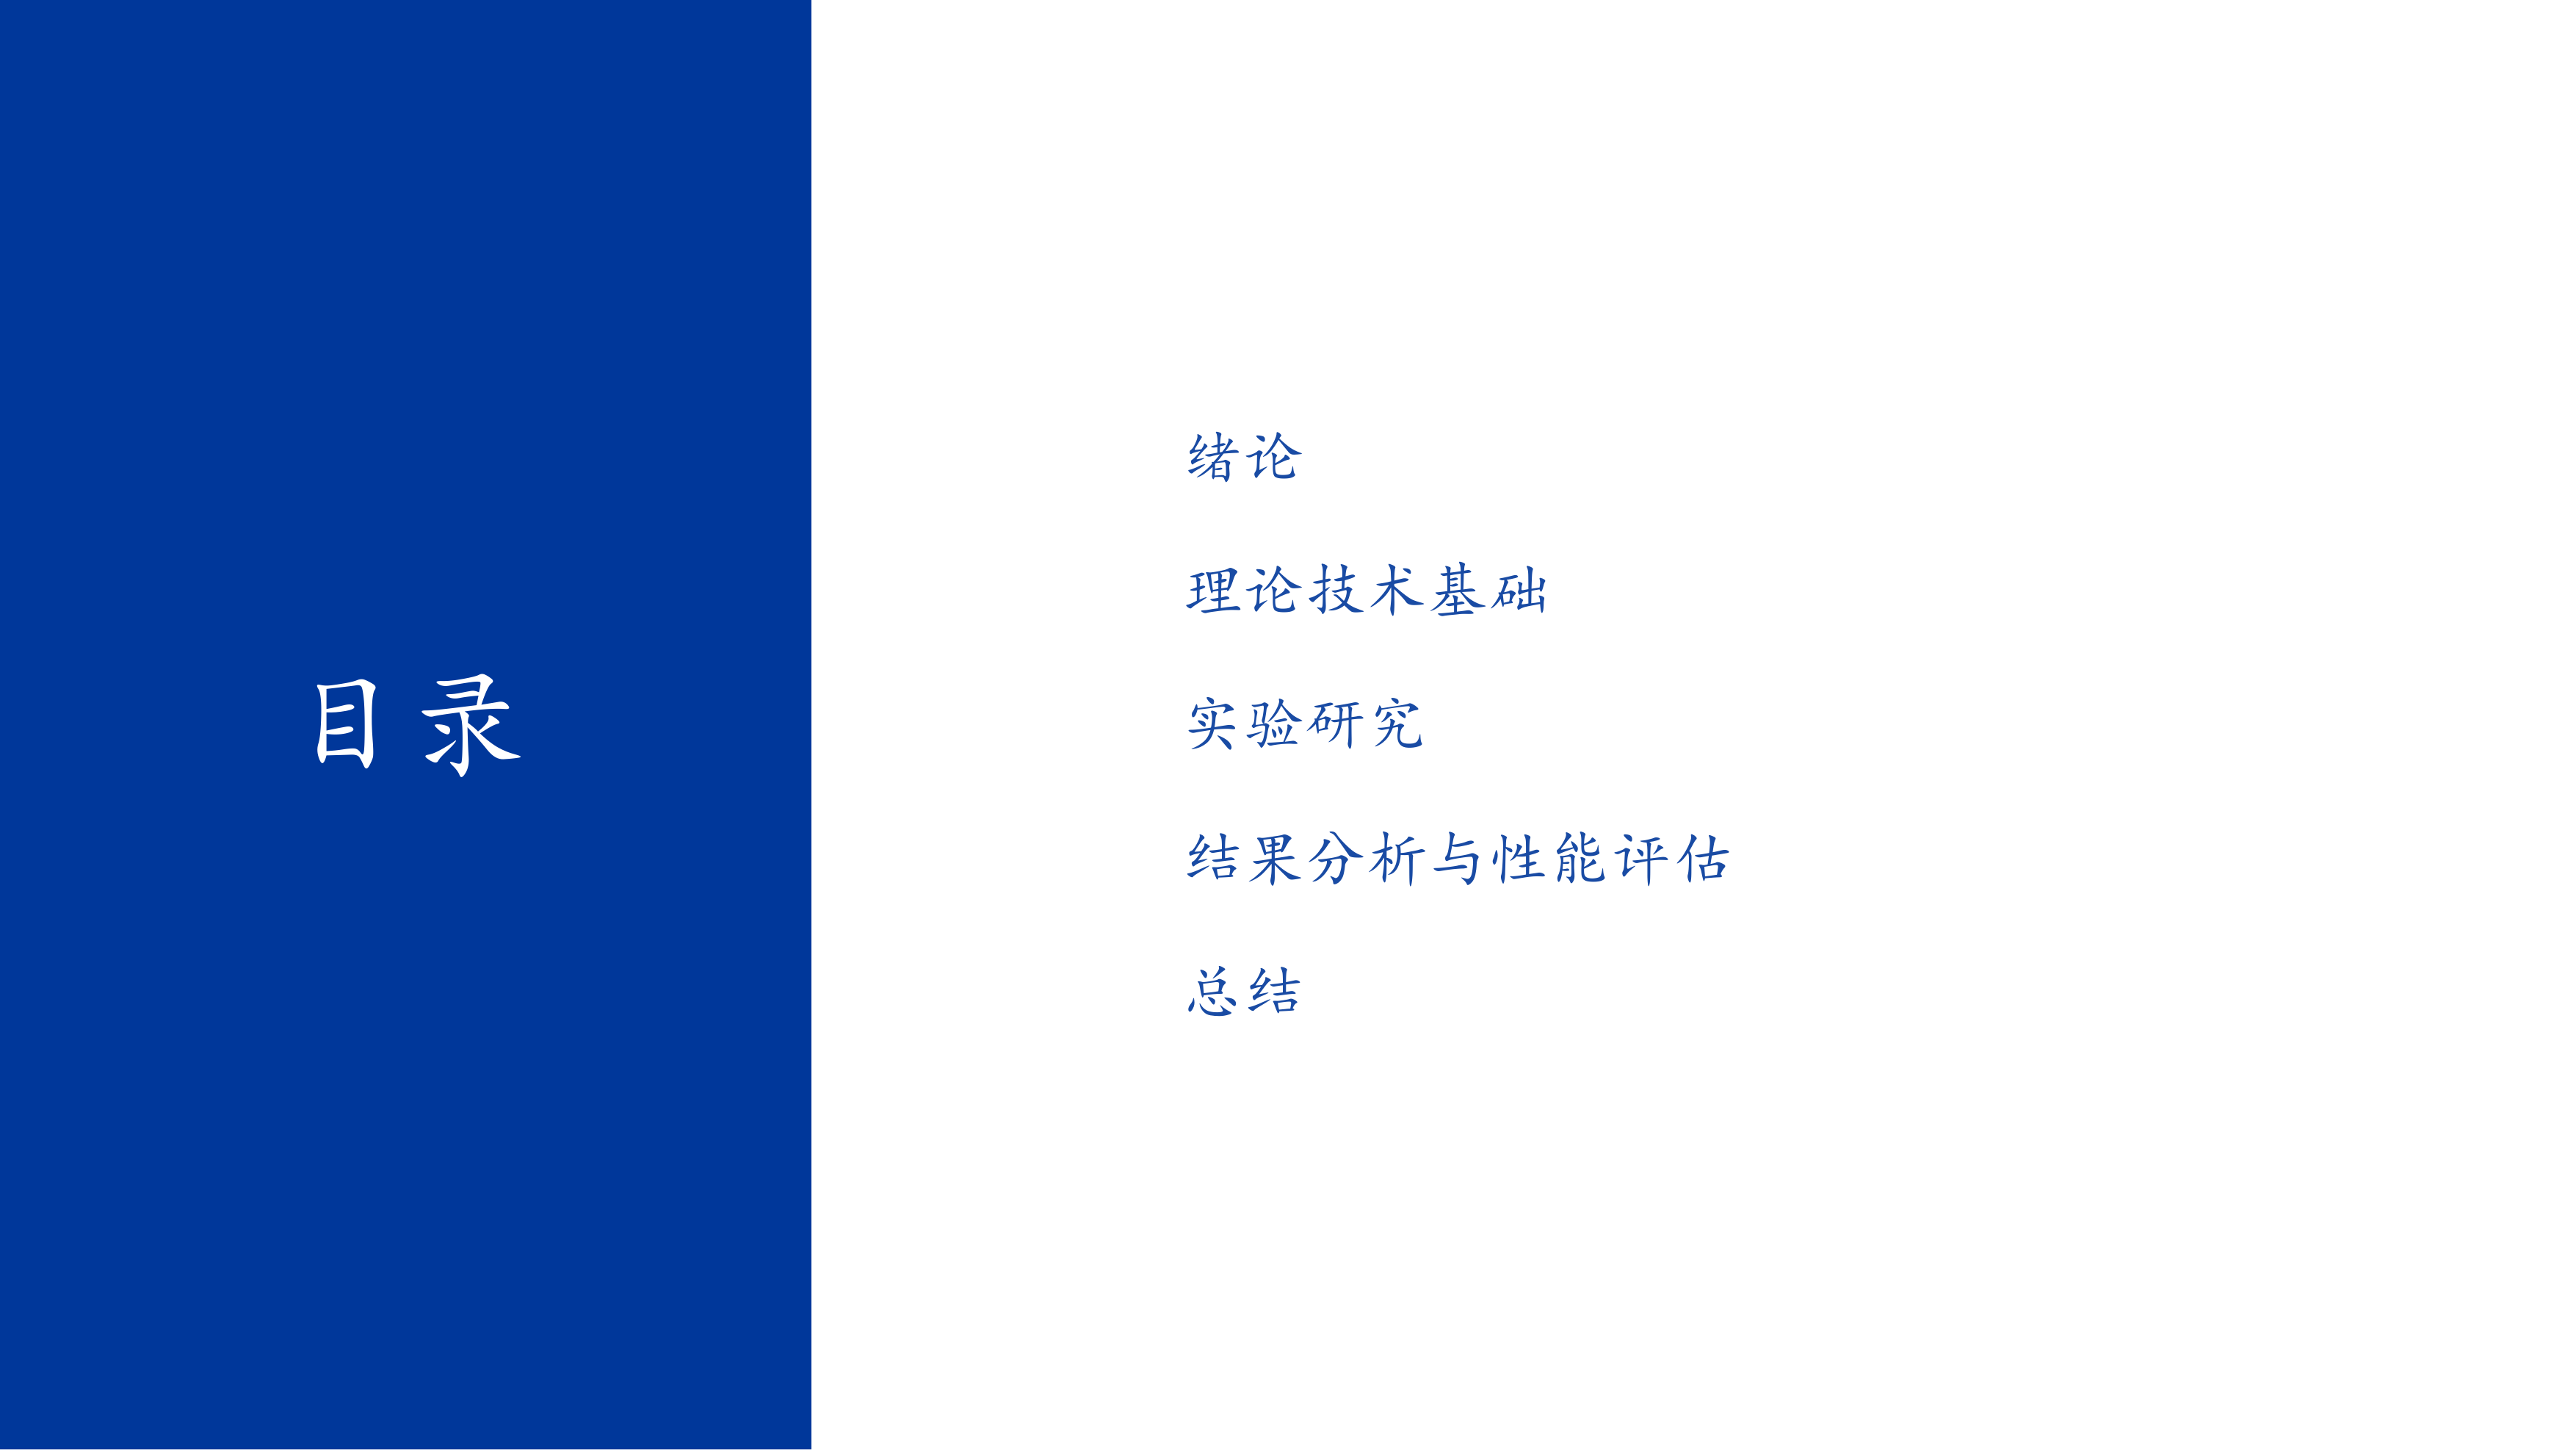 目录
绪论
理论技术基础
实验研究
结果分析与性能评估
总结